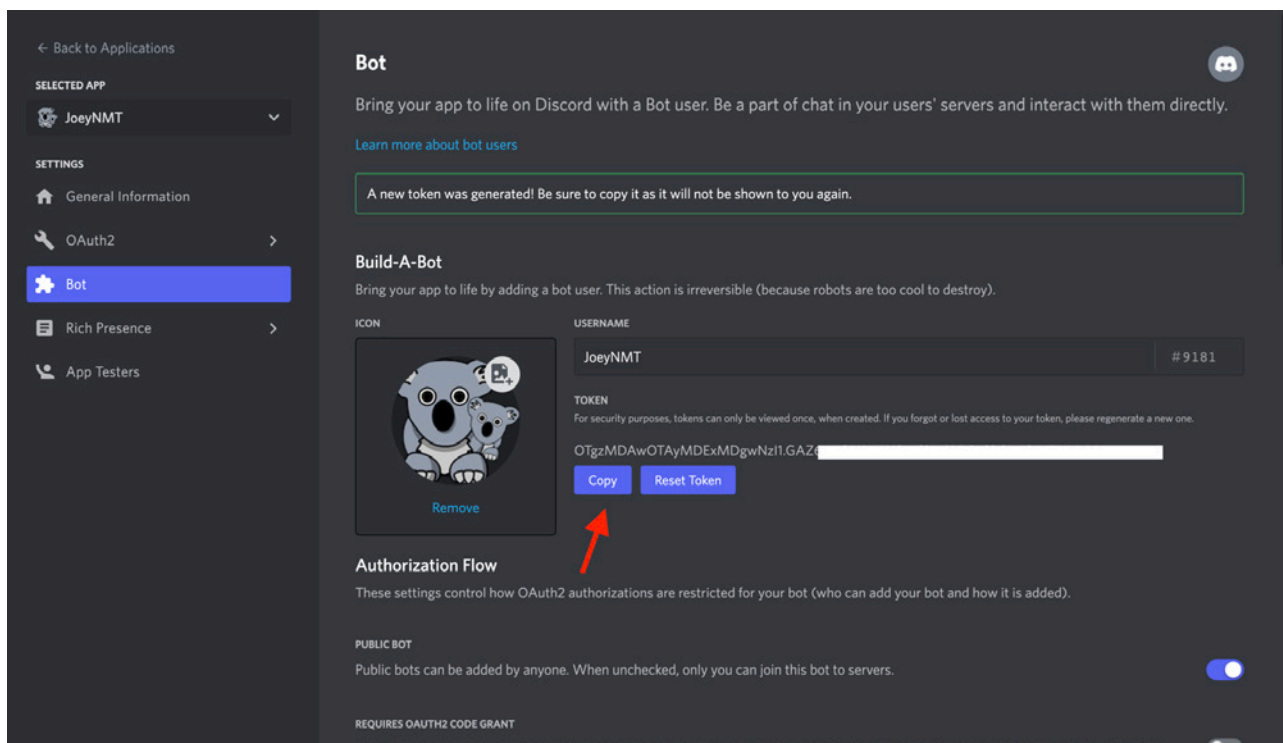 ← Back to Applications
SELECTED APP
JoeyNMT
SETTINGS
General Information
OAuth2
Bot
Rich Presence
App Testers
Bot
Bring your app to life on Discord with a Bot user. Be a part of chat in your users' servers and interact with them directly.
Learn more about bot users
A new token was generated! Be sure to copy it as it will not be shown to you again.
Build-A-Bot
Bring your app to life by adding a bot user. This action is irreversible (because robots are too cool to destroy).
ICON
Remove
USERNAME
JoeyNMT #9181
TOKEN
For security purposes, tokens can only be viewed once, when created. If you forgot or lost access to your token, please regenerate a new one.
Copy Reset Token
Authorization Flow
These settings control how OAuth2 authorizations are restricted for your bot (who can add your bot and how it is added).
PUBLIC BOT
Public bots can be added by anyone. When unchecked, only you can join this bot to servers.
REQUIRES OAUTH2 CODE GRANT